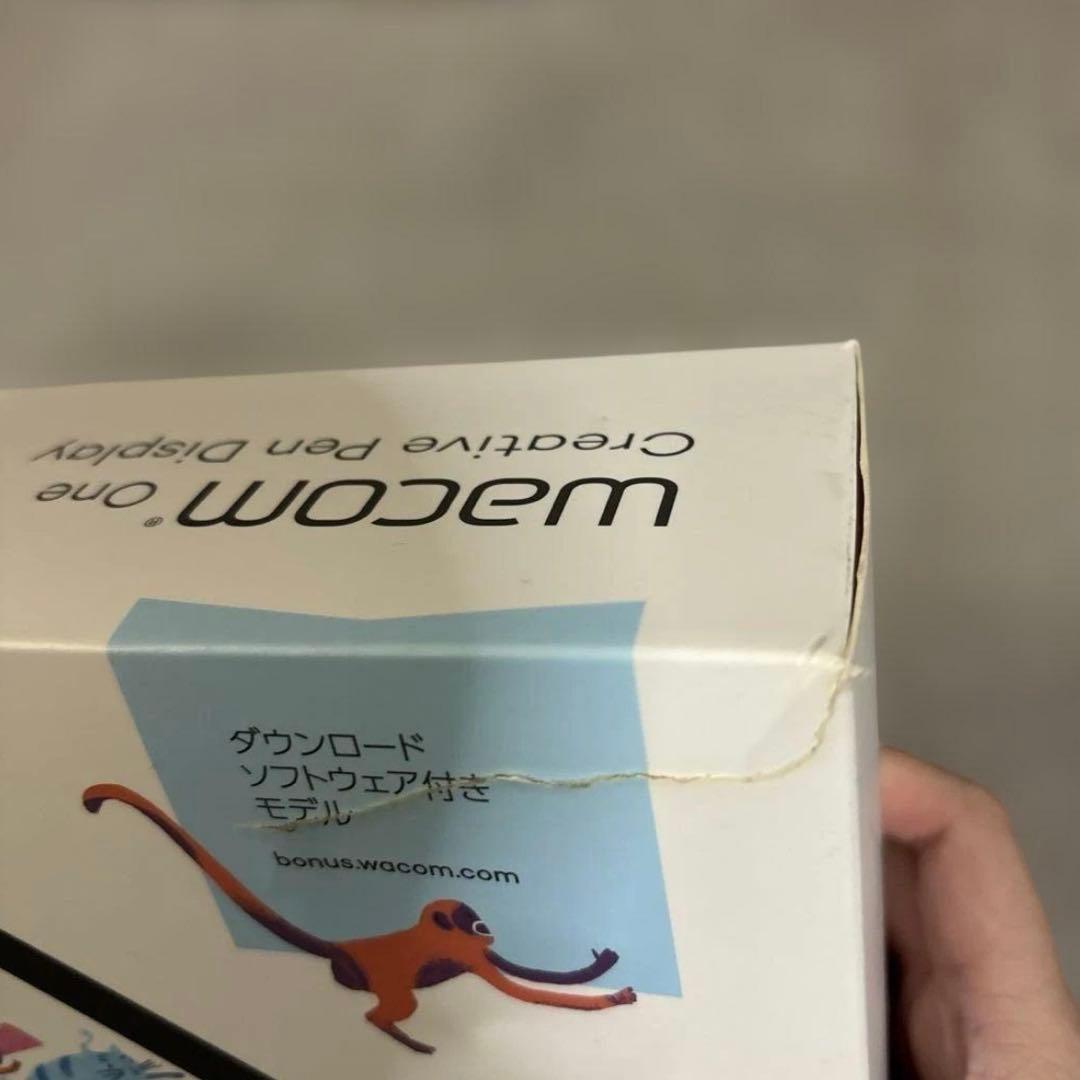 wacom® One
Creative Pen Display
ダウンロード
ソフトウェア付き
モデル
bonus.wacom.com